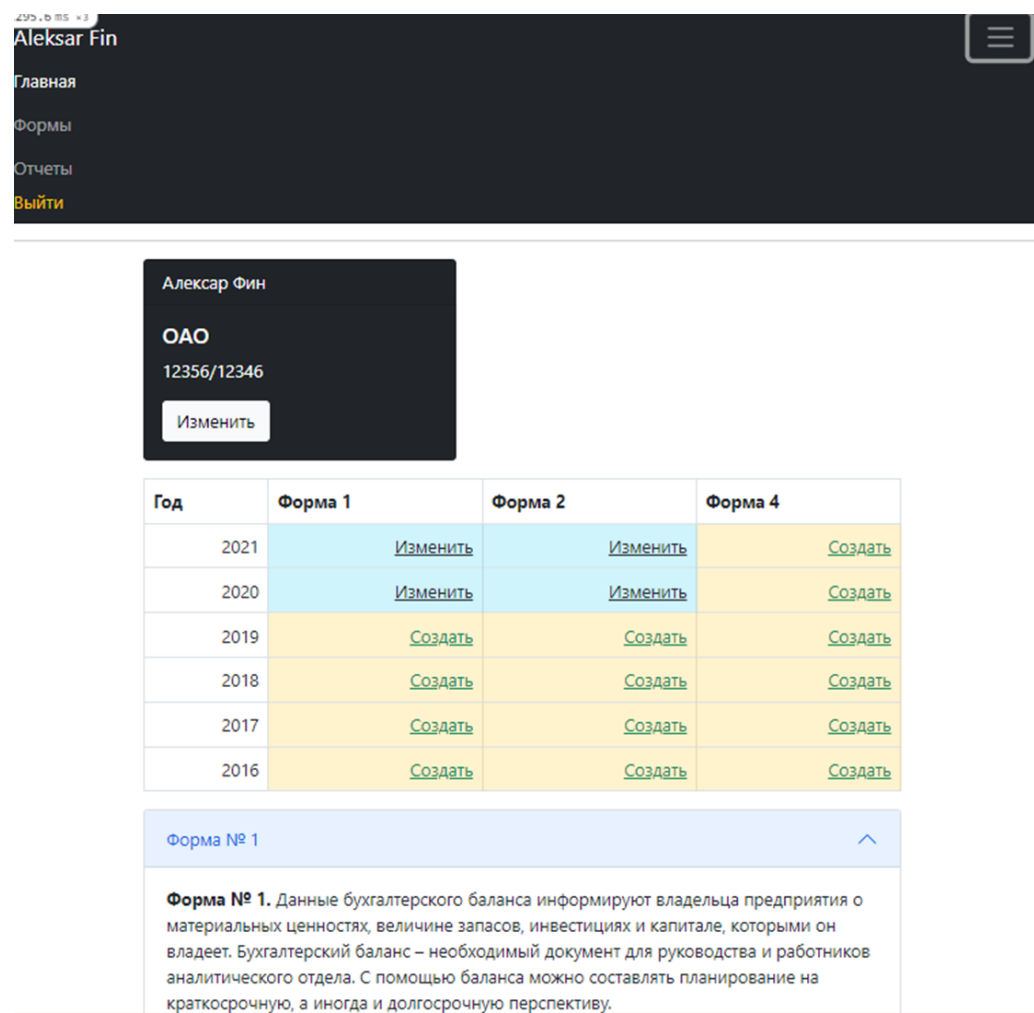 295.6 ms ×3
Aleksar Fin
Главная
Формы
Отчеты
Выйти
Алексар Фин
ОАО
12356/12346
Изменить
Год Форма 1 Форма 2 Форма 4
2021 Изменить Изменить Создать
2020 Изменить Изменить Создать
2019 Создать Создать Создать
2018 Создать Создать Создать
2017 Создать Создать Создать
2016 Создать Создать Создать
Форма № 1
Форма № 1. Данные бухгалтерского баланса информируют владельца предприятия о
материальных ценностях, величине запасов, инвестициях и капитале, которыми он
владеет. Бухгалтерский баланс – необходимый документ для руководства и работников
аналитического отдела. С помощью баланса можно составлять планирование на
краткосрочную, а иногда и долгосрочную перспективу.